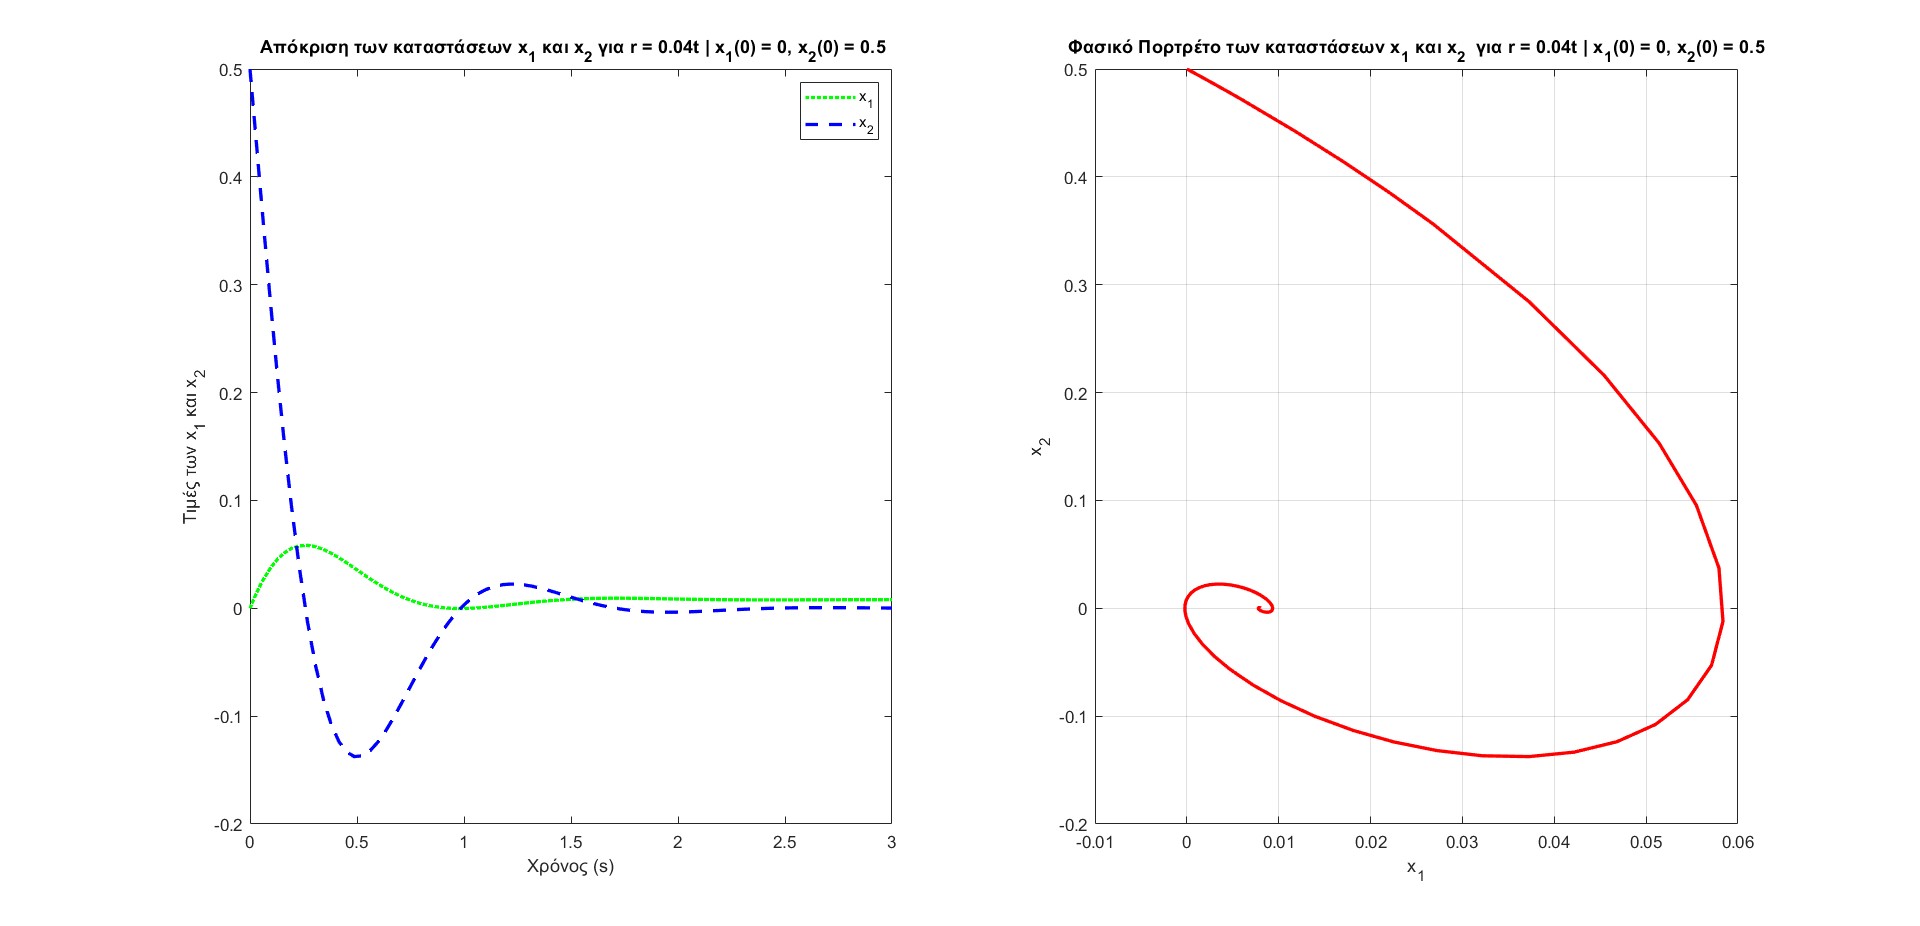 Απόκριση των καταστάσεων x₁ και x₂ για r = 0.04t | x₁(0) = 0, x₂(0) = 0.5
x₁
x₂
Τιμές των x₁ και x₂
0.5
0.4
0.3
0.2
0.1
0
-0.1
-0.2
0 0.5 1 1.5 2 2.5 3
Χρόνος (s)
Φασικό Πορτρέτο των καταστάσεων x₁ και x₂ για r = 0.04t | x₁(0) = 0, x₂(0) = 0.5
x₂
0.5
0.4
0.3
0.2
0.1
0
-0.1
-0.2
-0.01 0 0.01 0.02 0.03 0.04 0.05 0.06
x₁